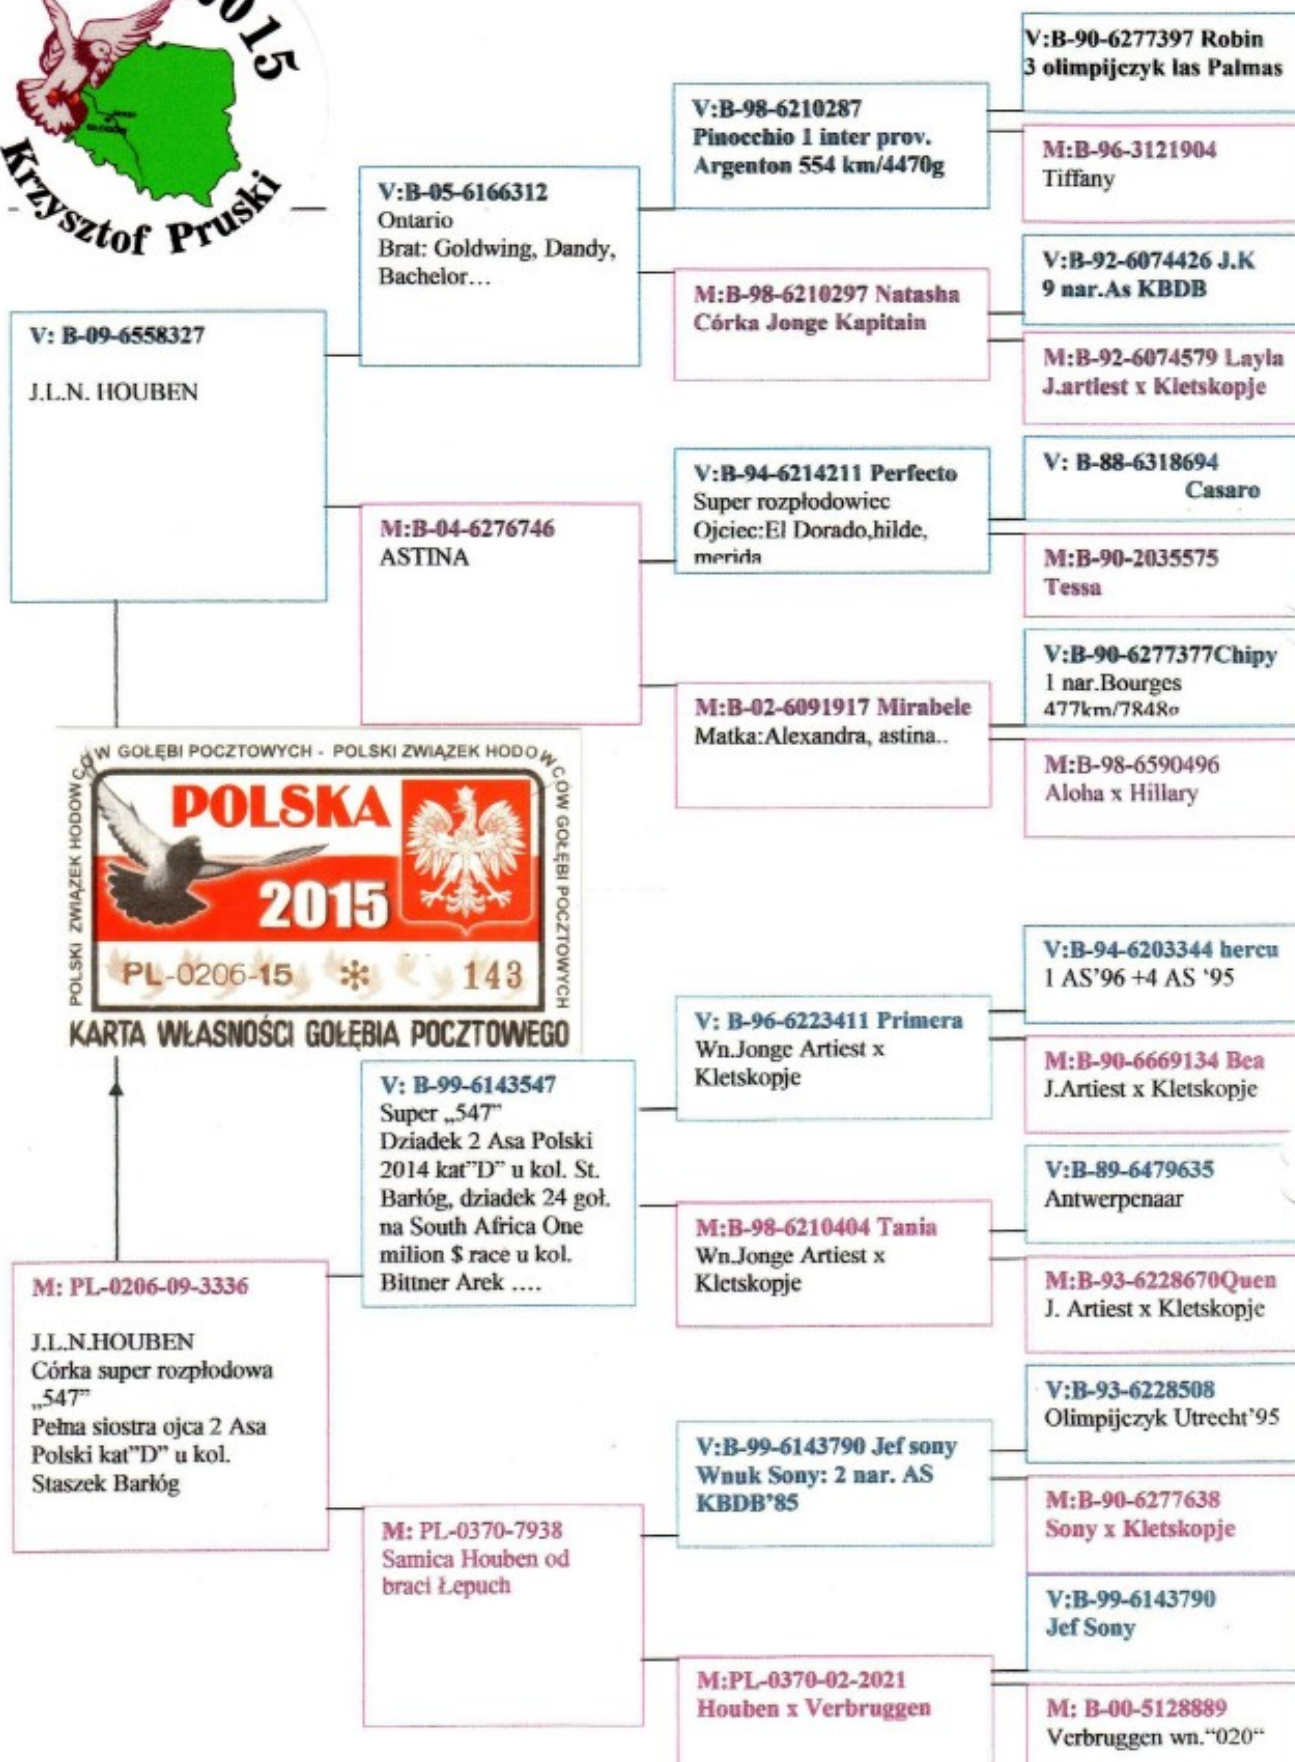 015
Krzysztof Pruski
V: B-09-6558327
J.L.N. HOUBEN
V:B-05-6166312
Ontario
Brat: Goldwing, Dandy,
Bachelor…
M:B-04-6276746
ASTINA
V:B-98-6210287
Pinocchio 1 inter prov.
Argenton 554 km/4470g
M:B-98-6210297 Natasha
Córka Jonge Kapitain
V:B-94-6214211 Perfecto
Super rozpłodowiec
Ojciec:El Dorado,hilde,
merida
M:B-02-6091917 Mirabele
Matka:Alexandra, astina..
V:B-90-6277397 Robin
3 olimpijczyk las Palmas
M:B-96-3121904
Tiffany
V:B-92-6074426 J.K
9 nar.As KBDB
M:B-92-6074579 Layla
J.artiest x Kletskopje
V: B-88-6318694
Casaro
M:B-90-2035575
Tessa
V:B-90-6277377Chipy
1 nar.Bourges
477km/7848g
M:B-98-6590496
Aloha x Hillary
POLSKI ZWIĄZEK HODOWCÓW GOŁĘBI POCZTOWYCH - POLSKI ZWIĄZEK HODOWCÓW GOŁĘBI POCZTOWYCH
POLSKA
2015
PL-0206-15 * 143
KARTA WŁASNOŚCI GOŁĘBIA POCZTOWEGO
M: PL-0206-09-3336
J.L.N.HOUBEN
Córka super rozpłodowa
„547”
Pełna siostra ojca 2 Asa
Polski kat”D” u kol.
Staszek Barłóg
V: B-99-6143547
Super „547“
Dziadek 2 Asa Polski
2014 kat”D” u kol. St.
Barłóg, dziadek 24 goł.
na South Africa One
milion $ race u kol.
Bittner Arek ….
M: PL-0370-7938
Samica Houben od
braci Łepuch
V: B-96-6223411 Primera
Wn.Jonge Artiest x
Kletskopje
M:B-98-6210404 Tania
Wn.Jonge Artiest x
Kletskopje
V:B-99-6143790 Jef sony
Wnuk Sony: 2 nar. AS
KBDB’85
M:PL-0370-02-2021
Houben x Verbruggen
V:B-94-6203344 hercu
1 AS’96 +4 AS ‘95
M:B-90-6669134 Bea
J.Artiest x Kletskopje
V:B-89-6479635
Antwerpenaar
M:B-93-6228670Quen
J. Artiest x Kletskopje
V:B-93-6228508
Olimpijczyk Utrecht’95
M:B-90-6277638
Sony x Kletskopje
V:B-99-6143790
Jef Sony
M: B-00-5128889
Verbruggen wn.“020“